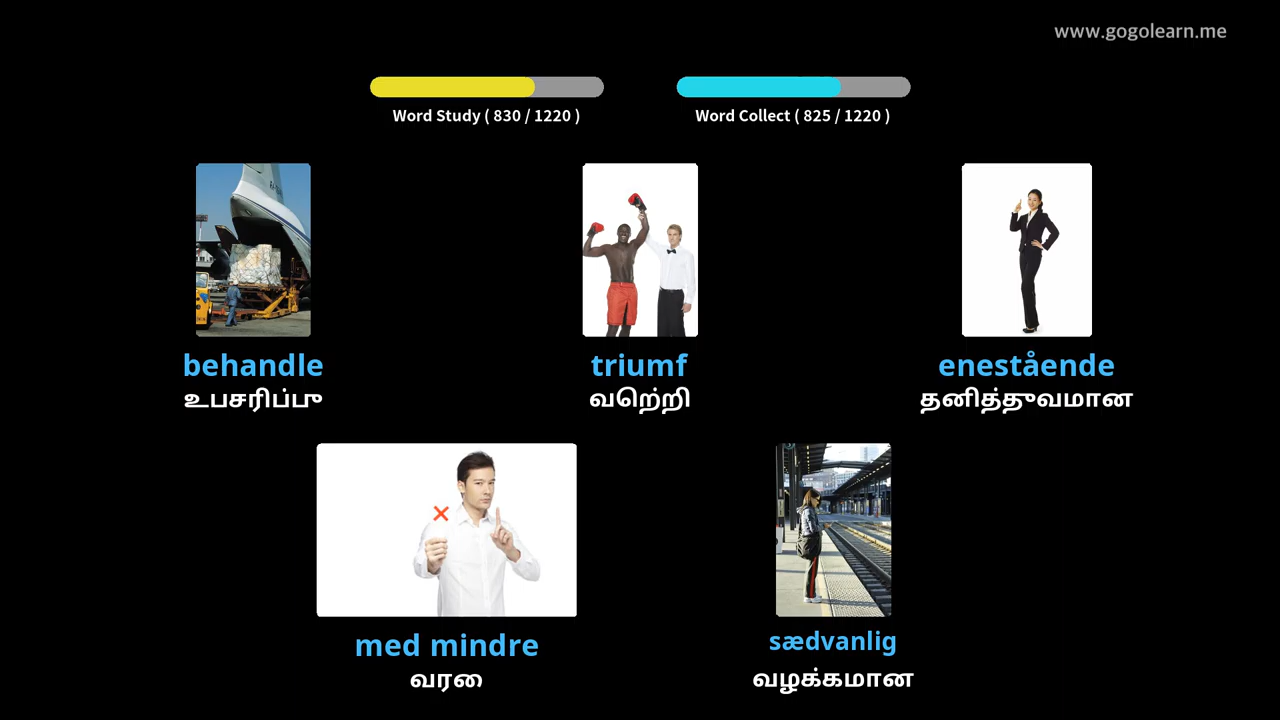 www.gogolearn.me
Word Study ( 830 / 1220 )
Word Collect ( 825 / 1220 )
behandle
உபசரிப்பு
triumf
வெற்றி
enestående
தனித்துவமான
med mindre
வரை
sædvanlig
வழக்கமான